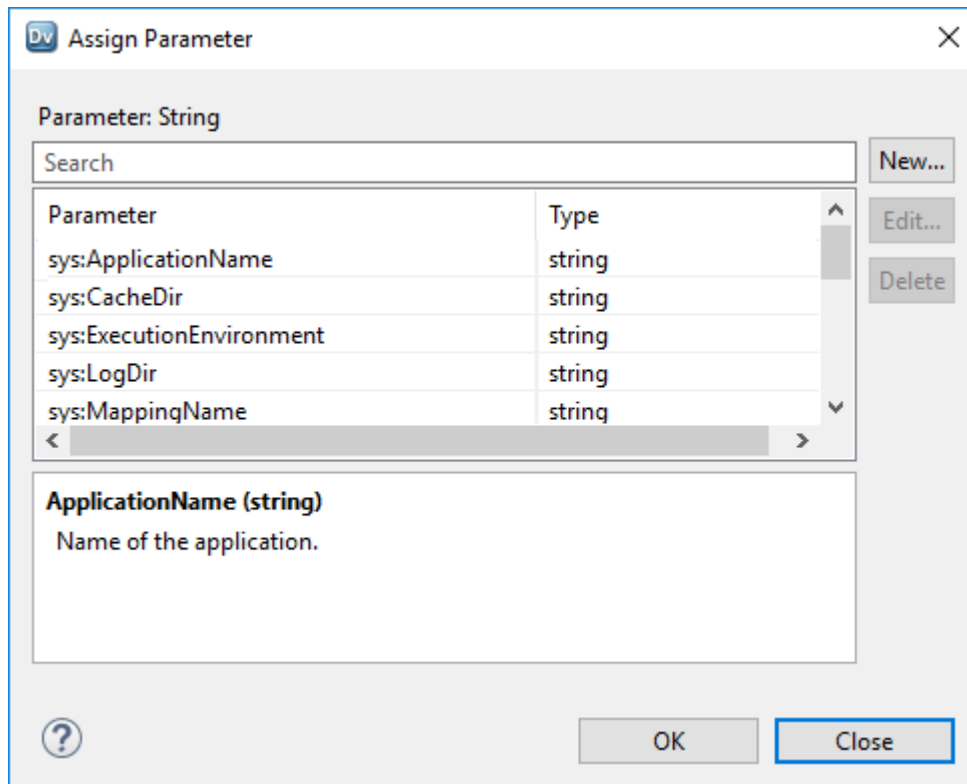 Dv Assign Parameter
Parameter: String
Search
New...
Parameter Type
Edit...
sys:ApplicationName string
Delete
sys:CacheDir string
sys:ExecutionEnvironment string
sys:LogDir string
sys:MappingName string
ApplicationName (string)
Name of the application.
?
OK Close